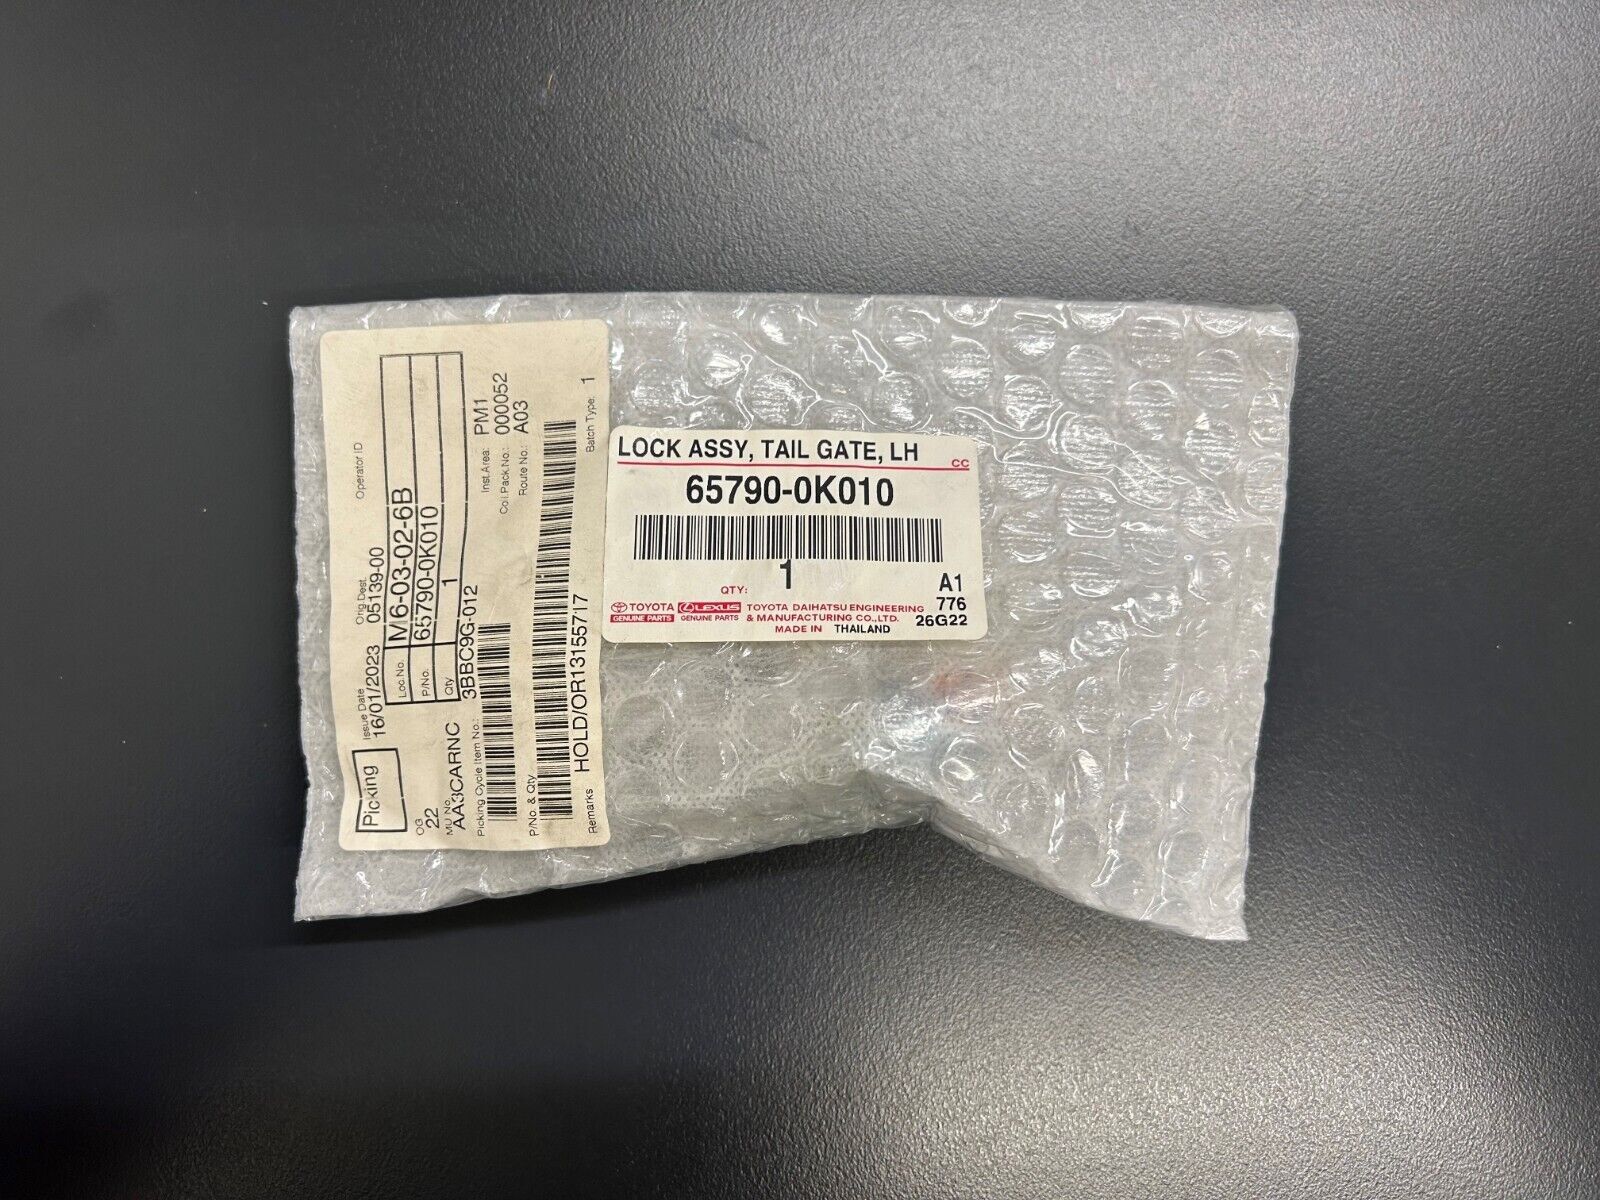 Picking
Issue Date
16/01/2023
Orig.Dest.
05139-00
Operator ID
Loc.No. M6-03-02-6B
P/No. 65790-0K010
Qty 1
OG
22
MU No.
AA3CARNC
3BBC9G-012
Picking Cycle Item No.:
Inst.Area: PM1
Col.Pack.No.: 000052
Route No.: A03
P/No. & Qty
Remarks HOLD/OR13155717
Batch Type: 1
LOCK ASSY, TAIL GATE, LH
CC
65790-0K010
QTY: 1
A1
TOYOTA
GENUINE PARTS
LEXUS
GENUINE PARTS
TOYOTA DAIHATSU ENGINEERING
& MANUFACTURING CO.,LTD.
MADE IN THAILAND
776
26G22